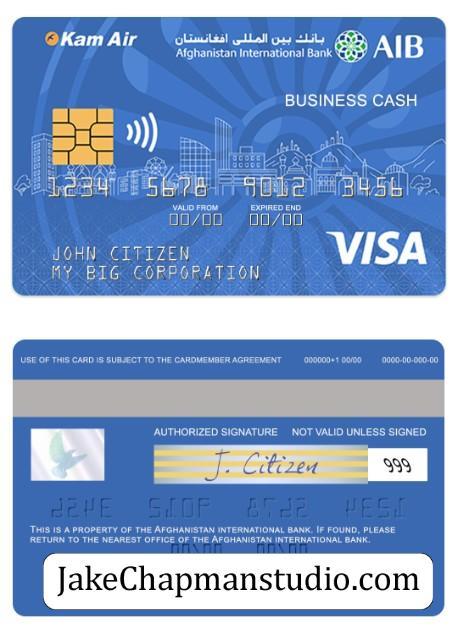 Kam Air
بانك بين المللى افغانستان
Afghanistan International Bank
AIB
BUSINESS CASH
1234 5678 9012 3456
VALID FROM EXPIRED END
00/00 00/00
JOHN CITIZEN
MY BIG CORPORATION
VISA
USE OF THIS CARD IS SUBJECT TO THE CARDMEMBER AGREEMENT 000000+1 00/00 0000-00-000-00
AUTHORIZED SIGNATURE NOT VALID UNLESS SIGNED
J. Citizen
999
THIS IS A PROPERTY OF THE AFGHANISTAN INTERNATIONAL BANK. IF FOUND, PLEASE
RETURN TO THE NEAREST OFFICE OF THE AFGHANISTAN INTERNATIONAL BANK.
JakeChapmanstudio.com